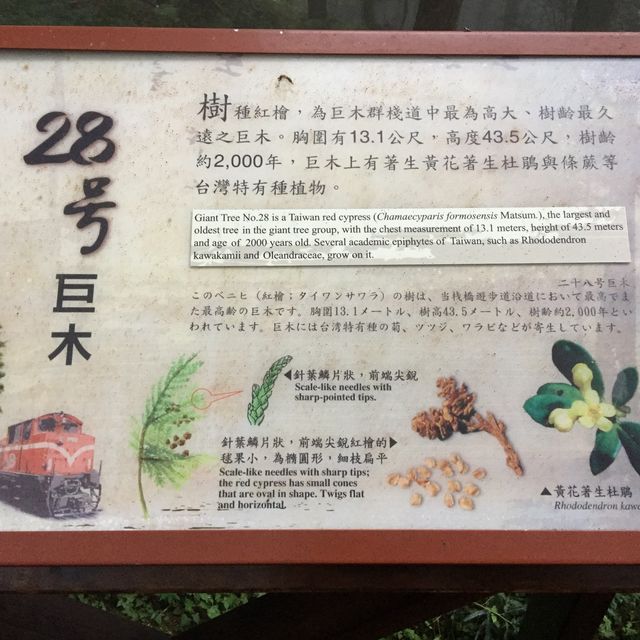 28
号
巨
木
樹種紅檜，為巨木群棧道中最為高大、樹齡最久
遠之巨木。胸圍有13.1公尺，高度43.5公尺，樹齡
約2,000年，巨木上有著生黃花著生杜鵑與條蕨等
台灣特有種植物。
Giant Tree No.28 is a Taiwan red cypress (Chamaecyparis formosensis Matsum.), the largest and
oldest tree in the giant tree group, with the chest measurement of 13.1 meters, height of 43.5 meters
and age of 2000 years old. Several academic epiphytes of Taiwan, such as Rhododendron
kawakamii and Oleandraceae, grow on it.
二十八号巨木
このベニヒ（紅檜；タイワンサワラ）の樹は、当桟橋遊歩道沿道において最高でま
た最高齢の巨木です。胸囲13.1メートル、樹高43.5メートル、樹齢約2,000年とい
われています。巨木には台湾特有種の菊、ツツジ、ワラビなどが寄生しています。
◀針葉鱗片狀，前端尖銳
Scale-like needles with
sharp-pointed tips.
針葉鱗片狀，前端尖銳紅檜的▶
毬果小，為橢圓形，細枝扁平
Scale-like needles with sharp tips;
the red cypress has small cones
that are oval in shape. Twigs flat
and horizontal.
▲黃花著生杜鵑
Rhododendron kawa